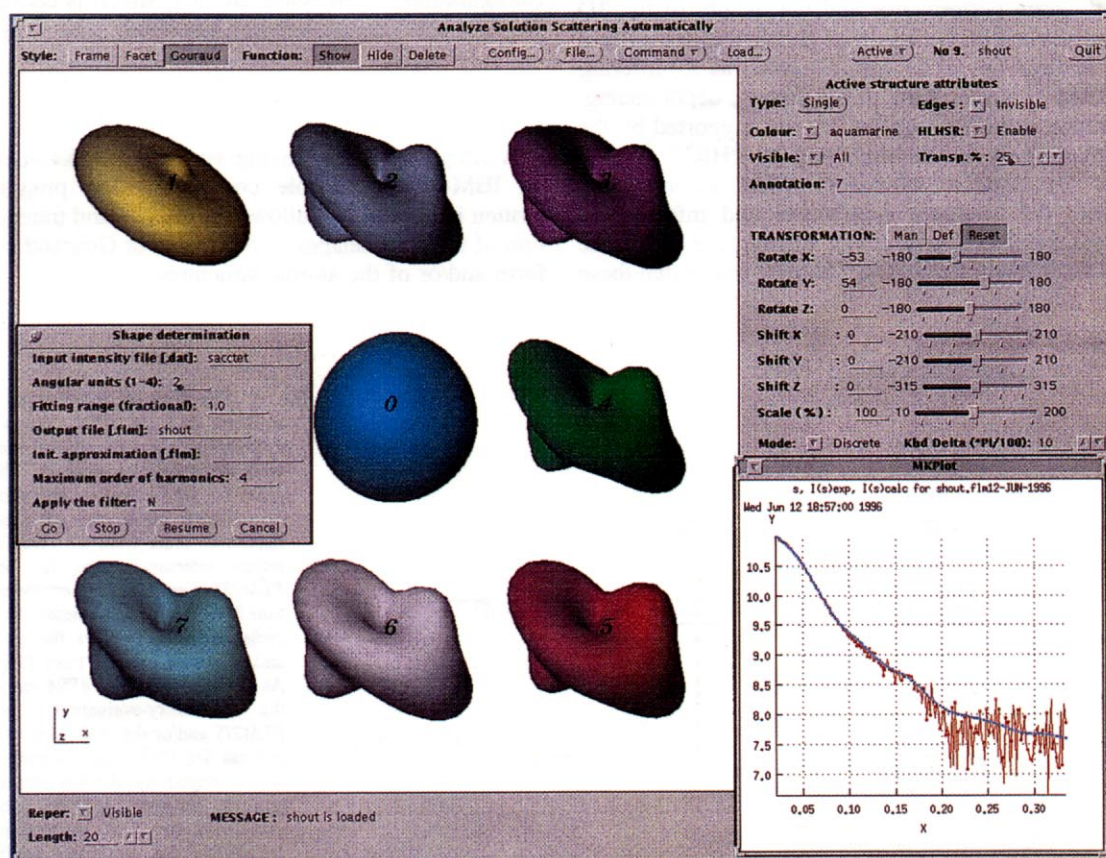 Analyze Solution Scattering Automatically
Style: Frame Facet Gouraud Function: Show Hide Delete Config... File... Command Load... Active No 9. shout Quit
Active structure attributes
Type: Single Edges : Invisible
Colour: aquamarine HLHSR: Enable
Visible: All Transp.% : 25
Annotation: 7
TRANSFORMATION: Man Def Reset
Rotate X: -53 -180 180
Rotate Y: 54 -180 180
Rotate Z: 0 -180 180
Shift X : 0 -210 210
Shift Y : 0 -210 210
Shift Z : 0 -315 315
Scale (%) : 100 10 200
Mode: Discrete Kbd Delta (*Pi/100): 10
1
2
3
0
4
7
6
5
Shape determination
Input intensity file [.dat]: sacctet
Angular units (1-4): 2
Fitting range (fractional): 1.0
Output file [.flm]: shout
Init. approximation [.flm]:
Maximum order of harmonics: 4
Apply the filter: N
Go Stop Resume Cancel
y
z x
MKPlot
s, I(s)exp, I(s)calc for shout.flm12-JUN-1996
Wed Jun 12 18:57:00 1996
Y
10.5
10.0
9.5
9.0
8.5
8.0
7.5
7.0
0.05 0.10 0.15 0.20 0.25 0.30
X
Reper: Visible
MESSAGE : shout is loaded
Length: 20